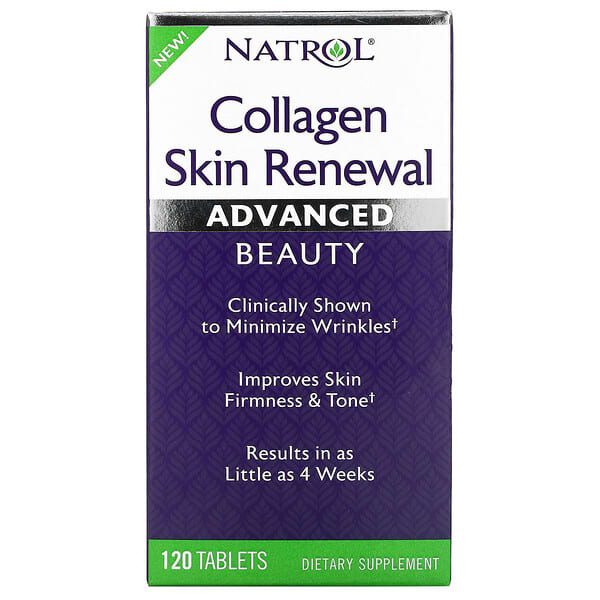 NEW!
NATROL®
Collagen
Skin Renewal
ADVANCED
BEAUTY
Clinically Shown
to Minimize Wrinkles†
Improves Skin
Firmness & Tone†
Results in as
Little as 4 Weeks
120 TABLETS DIETARY SUPPLEMENT